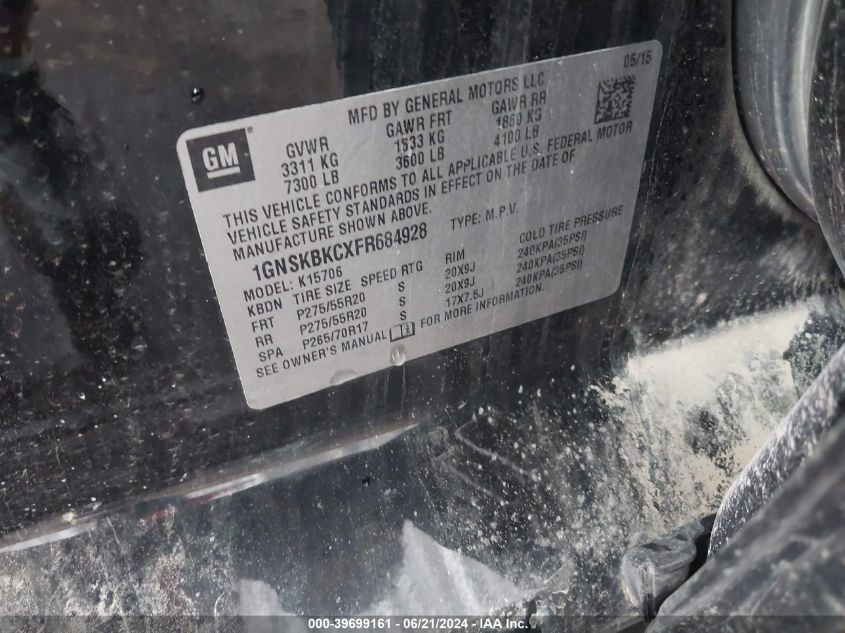 MFD BY GENERAL MOTORS LLC 05/15
GM GVWR GAWR FRT GAWR RR
3311 KG 1633 KG 1860 KG
7300 LB 3600 LB 4100 LB
THIS VEHICLE CONFORMS TO ALL APPLICABLE U.S. FEDERAL MOTOR
VEHICLE SAFETY STANDARDS IN EFFECT ON THE DATE OF
MANUFACTURE SHOWN ABOVE.
1GNSKBKCXFR684928 TYPE: M.P.V.
MODEL: K15706
KBDN TIRE SIZE SPEED RTG RIM COLD TIRE PRESSURE
FRT P275/55R20 S 20X9J 240KPA(35PSI)
RR P275/55R20 S 20X9J 240KPA(35PSI)
SPA P265/70R17 S 17X7.5J 240KPA(35PSI)
SEE OWNER'S MANUAL FOR MORE INFORMATION.
000-39699161 - 06/21/2024 - IAA Inc.